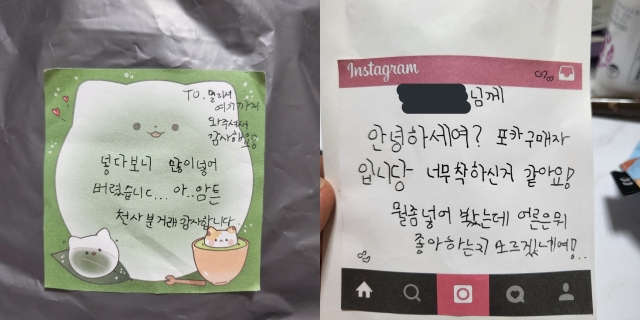 TO. 멀리서
여기까지
와주셔서
감사해요임
넣다보니 많이넣어
버렸습니다... 아..암튼
천사분거래 감사합니다.
Instagram
님께
안녕하세여? 포카구매자
입니당 너무착하신거 같아요!
뭘좀넣어 봤는데 어른은뭐
좋아하는지 모르겠네여!..